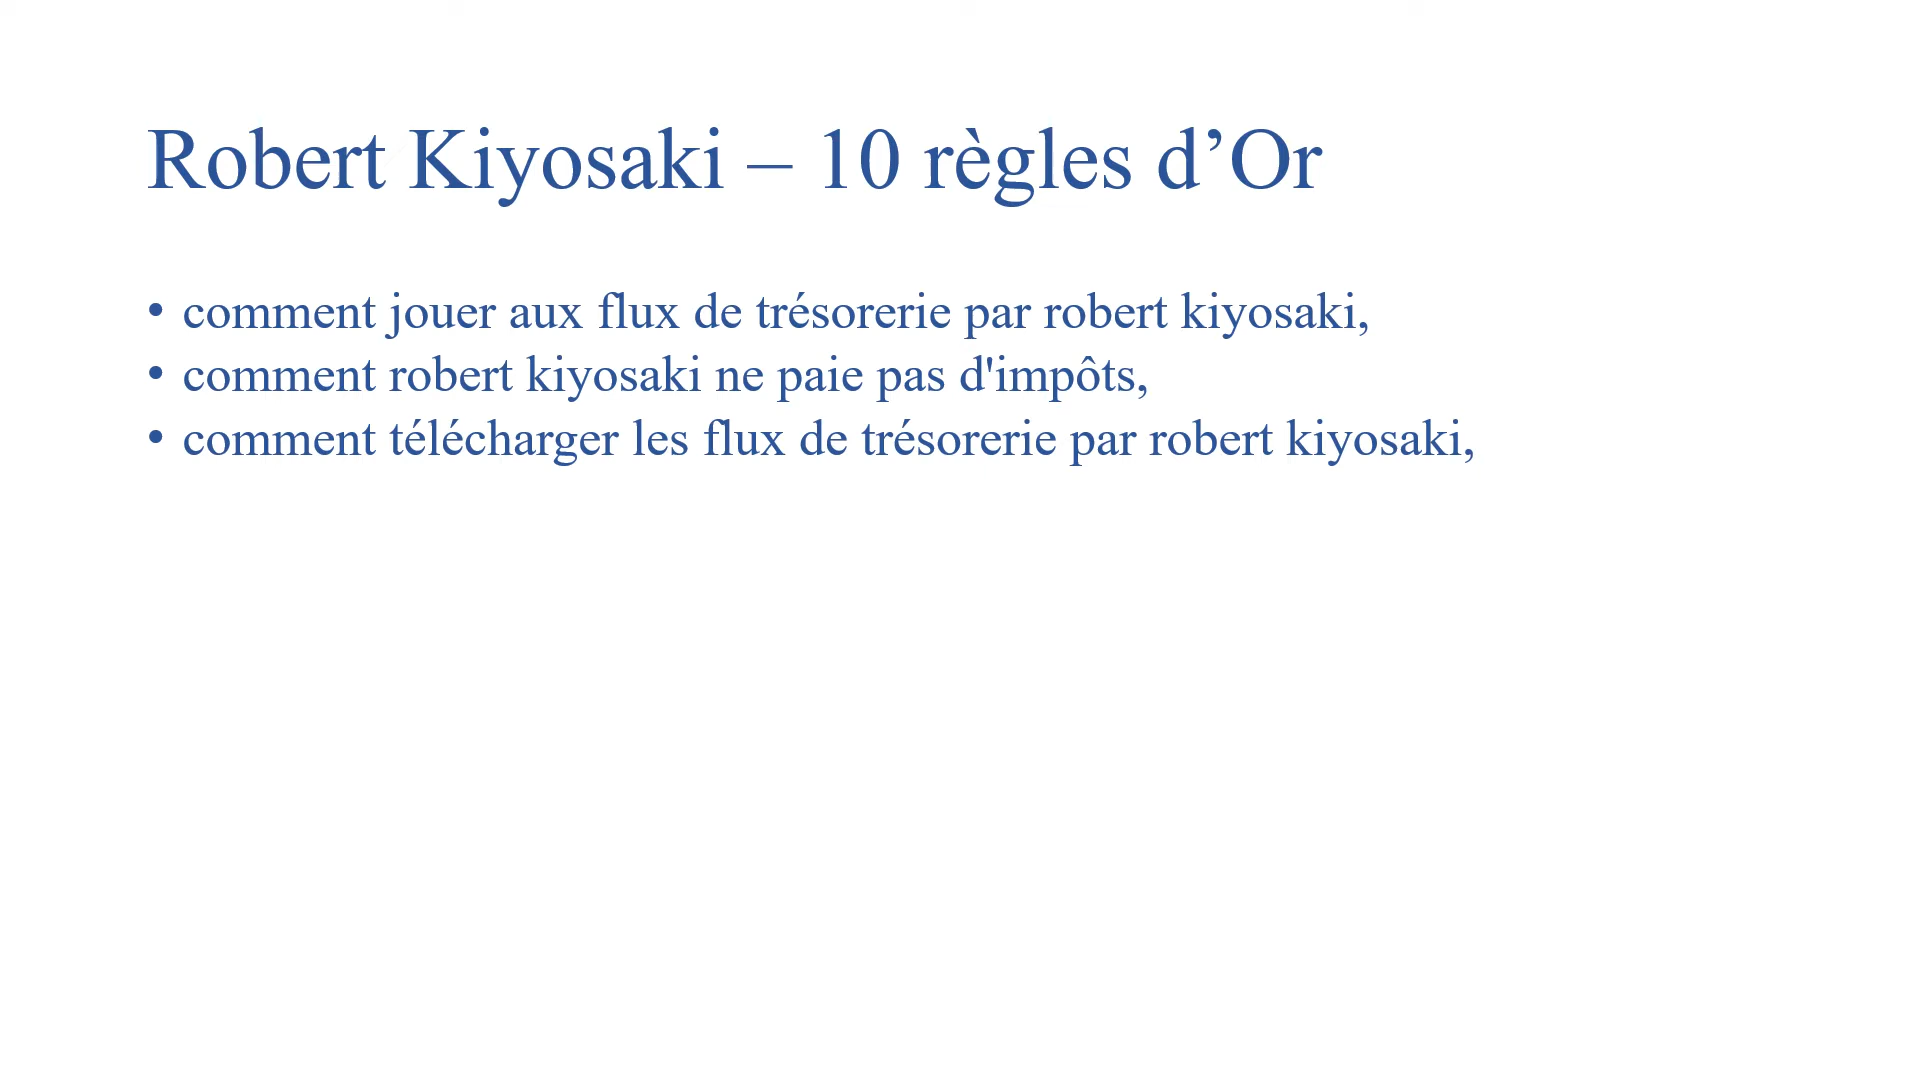 Robert Kiyosaki – 10 règles d’Or
• comment jouer aux flux de trésorerie par robert kiyosaki,
• comment robert kiyosaki ne paie pas d'impôts,
• comment télécharger les flux de trésorerie par robert kiyosaki,